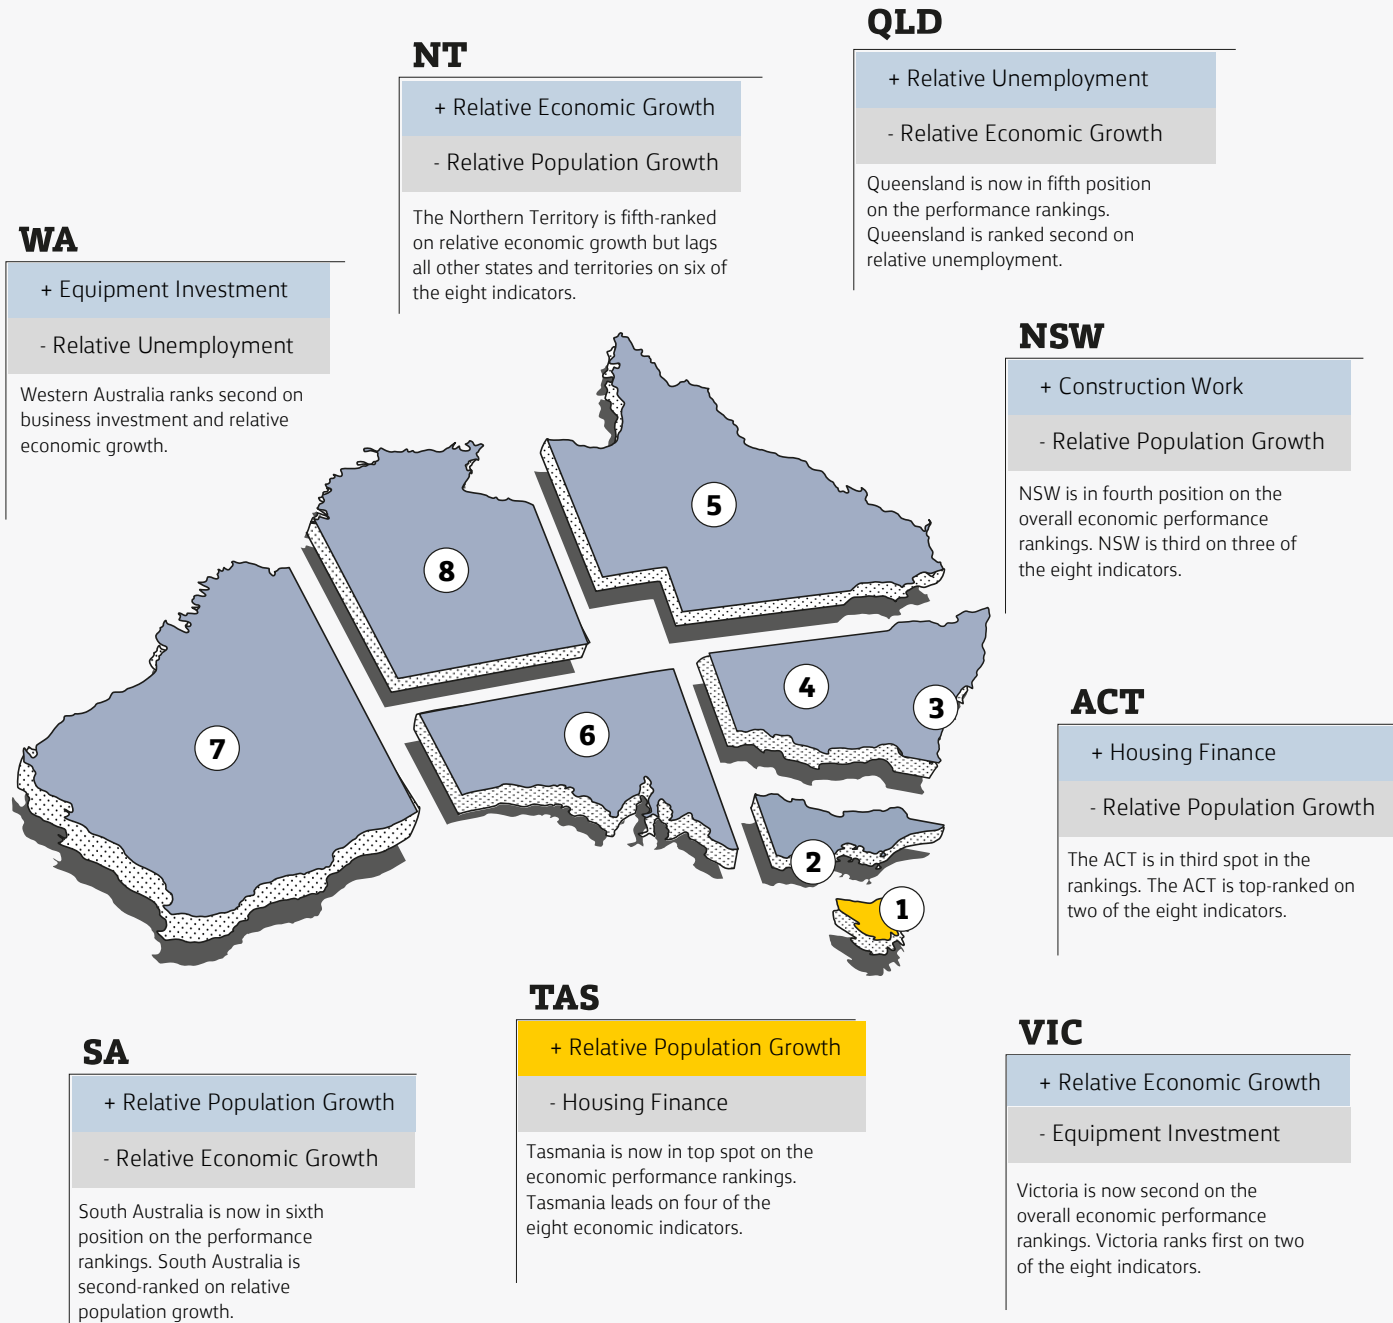 QLD
+ Relative Unemployment
- Relative Economic Growth
Queensland is now in fifth position
on the performance rankings.
Queensland is ranked second on
relative unemployment.
NT
+ Relative Economic Growth
- Relative Population Growth
The Northern Territory is fifth-ranked
on relative economic growth but lags
all other states and territories on six of
the eight indicators.
WA
+ Equipment Investment
- Relative Unemployment
Western Australia ranks second on
business investment and relative
economic growth.
NSW
+ Construction Work
- Relative Population Growth
NSW is in fourth position on the
overall economic performance
rankings. NSW is third on three of
the eight indicators.
5
8
4
3
6
7
2
1
ACT
+ Housing Finance
- Relative Population Growth
The ACT is in third spot in the
rankings. The ACT is top-ranked on
two of the eight indicators.
TAS
+ Relative Population Growth
- Housing Finance
Tasmania is now in top spot on the
economic performance rankings.
Tasmania leads on four of the
eight economic indicators.
VIC
+ Relative Economic Growth
- Equipment Investment
Victoria is now second on the
overall economic performance
rankings. Victoria ranks first on two
of the eight indicators.
SA
+ Relative Population Growth
- Relative Economic Growth
South Australia is now in sixth
position on the performance
rankings. South Australia is
second-ranked on relative
population growth.